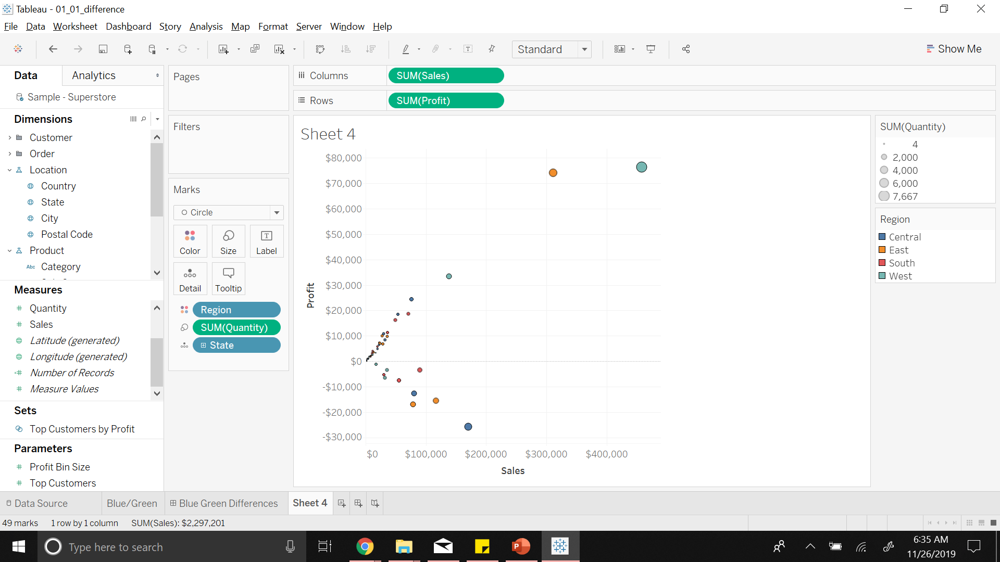 Tableau - 01_01_difference
File Data Worksheet Dashboard Story Analysis Map Format Server Window Help
Standard
Show Me
Data
Analytics
Sample - Superstore
Dimensions
Customer
Order
Location
Country
State
City
Postal Code
Product
Abc Category
Measures
Quantity
Sales
Latitude (generated)
Longitude (generated)
Number of Records
Measure Values
Sets
Top Customers by Profit
Parameters
Profit Bin Size
Top Customers
Pages
Filters
Marks
Circle
Color
Size
Label
Detail
Tooltip
Region
SUM(Quantity)
State
Columns
SUM(Sales)
Rows
SUM(Profit)
Sheet 4
$80,000
$70,000
$60,000
$50,000
$40,000
$30,000
$20,000
$10,000
$0
-$10,000
-$20,000
-$30,000
Profit
$0
$100,000
$200,000
$300,000
$400,000
Sales
SUM(Quantity)
4
2,000
4,000
6,000
7,667
Region
Central
East
South
West
Data Source
Blue/Green
Blue Green Differences
Sheet 4
49 marks
1 row by 1 column
SUM(Sales): $2,297,201
Type here to search
6:35 AM
11/26/2019